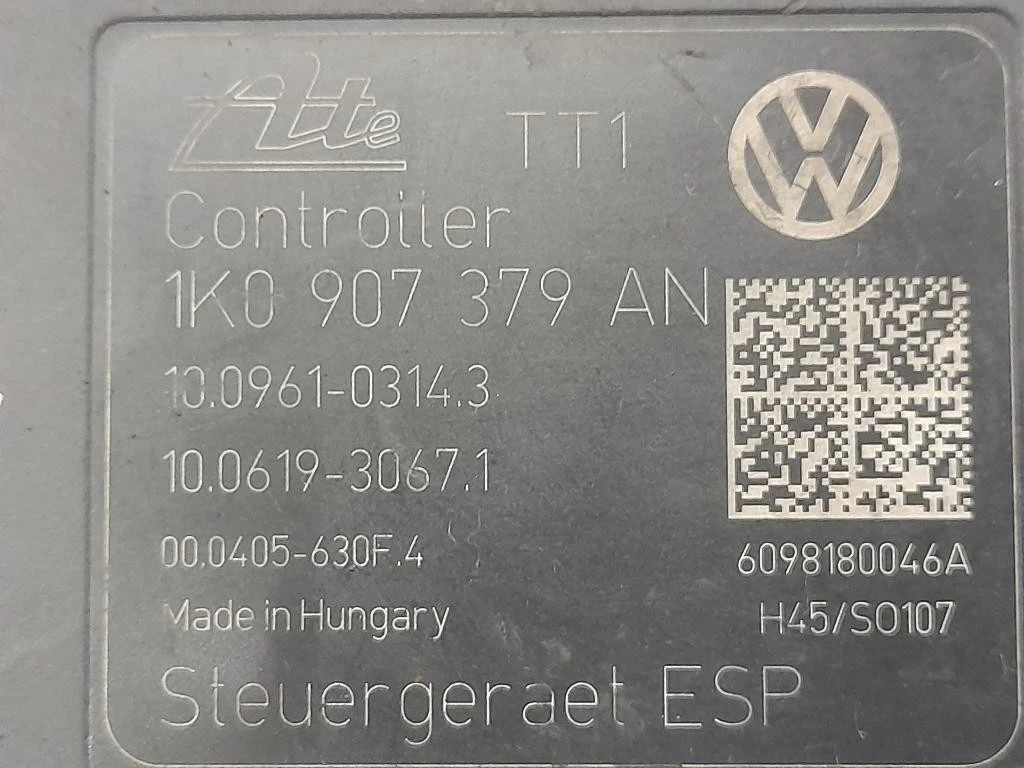 Ate TT1
Controller
1K0 907 379 AN
10.0961-0314.3
10.0619-3067.1
00.0405-630F.4
6098180046A
Made in Hungary
H45/SO107
Steuergeraet ESP